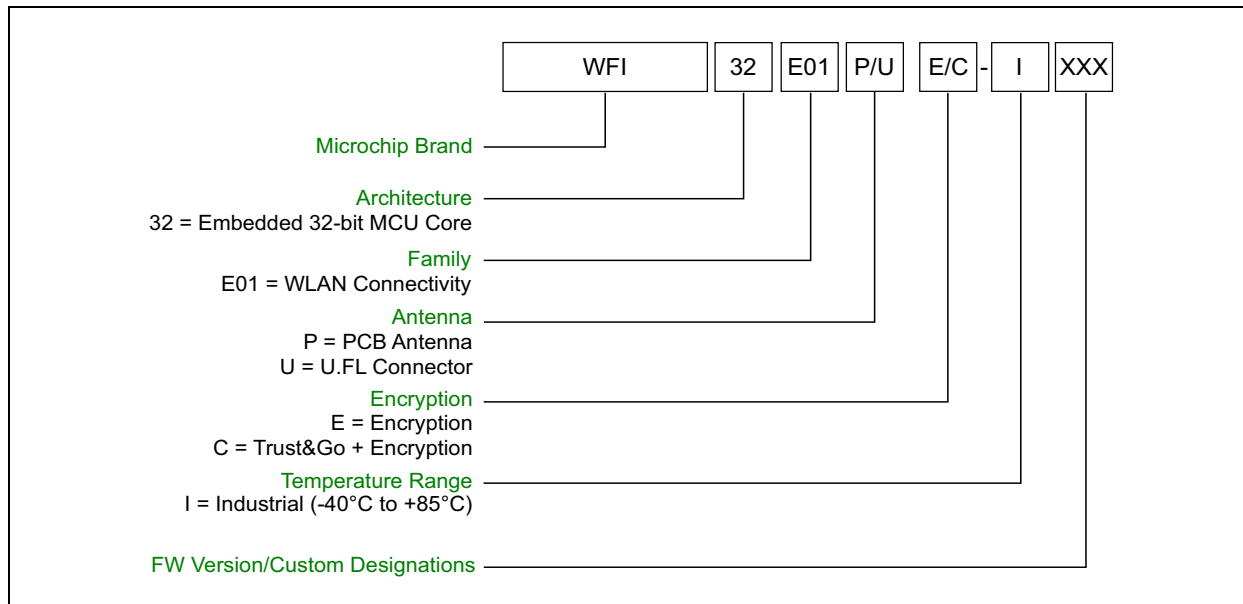 WFI 32 E01 P/U E/C - I XXX
Microchip Brand
Architecture
32 = Embedded 32-bit MCU Core
Family
E01 = WLAN Connectivity
Antenna
P = PCB Antenna
U = U.FL Connector
Encryption
E = Encryption
C = Trust&Go + Encryption
Temperature Range
I = Industrial (-40°C to +85°C)
FW Version/Custom Designations